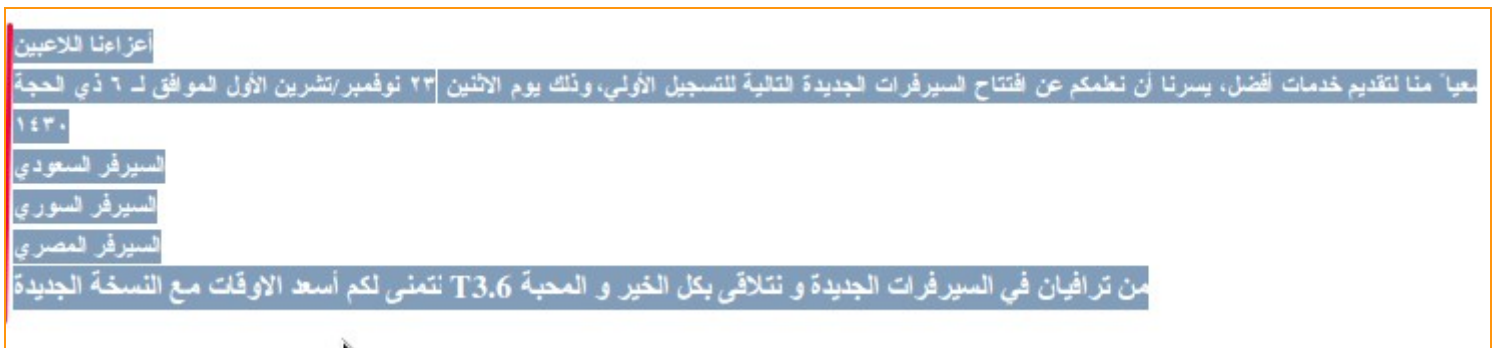 أعزاءنا اللاعبين
سعياً منا لتقديم خدمات أفضل، يسرنا أن نعلمكم عن افتتاح السيرفرات الجديدة التالية للتسجيل الأولي، وذلك يوم الاثنين ٢٣ نوفمبر/تشرين الأول الموافق لـ ٦ ذي الحجة
١٤٣٠
السيرفر السعودي
السيرفر السوري
السيرفر المصري
من ترافيان في السيرفرات الجديدة و نتلاقى بكل الخير و المحبة T3.6 نتمنى لكم أسعد الاوقات مع النسخة الجديدة